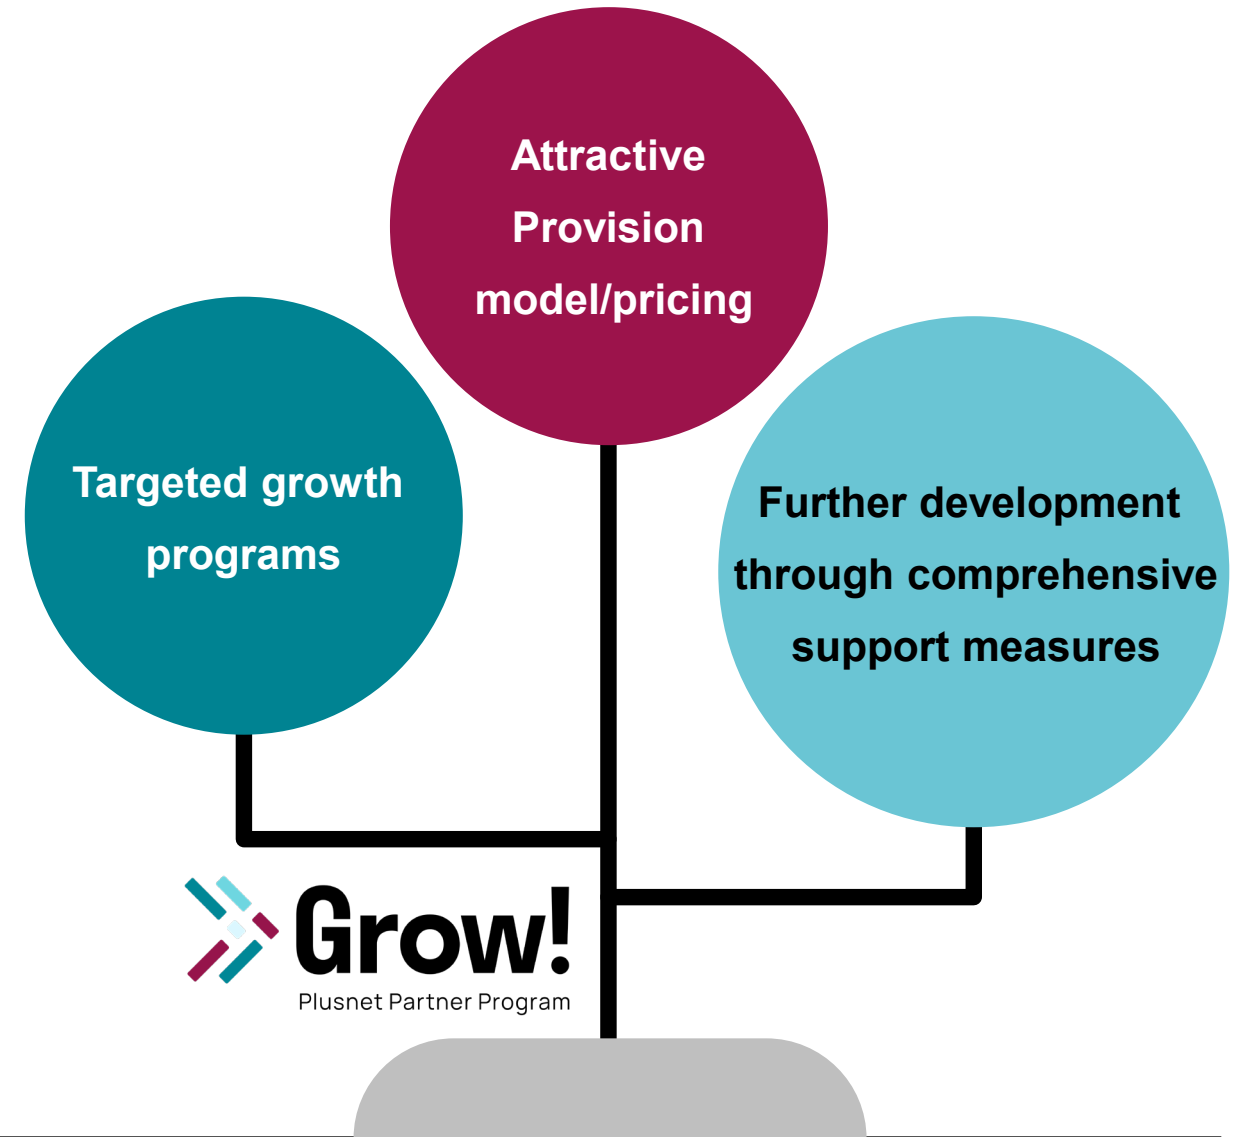 Attractive
Provision
model/pricing
Targeted growth
programs
Further development
through comprehensive
support measures
Grow!
Plusnet Partner Program